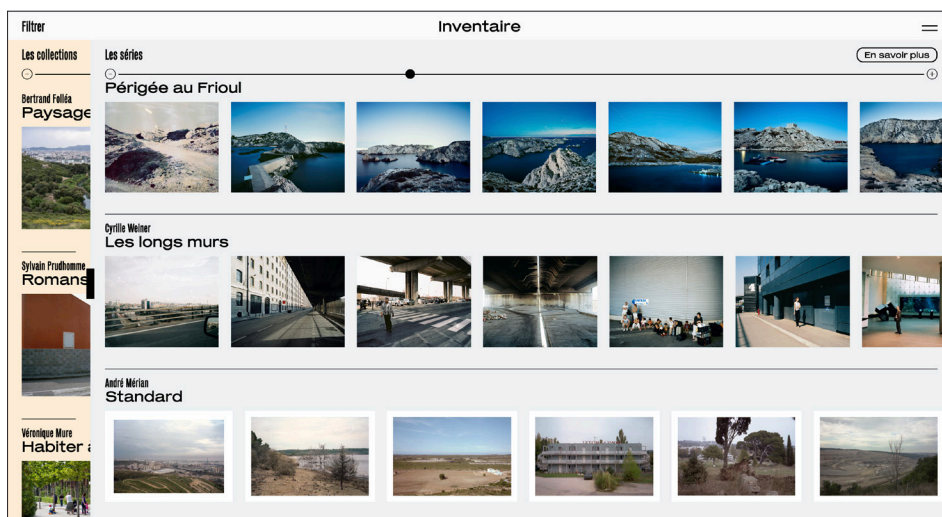 Filtrer
Inventaire
Les collections
Les séries
En savoir plus
Bertrand Folléa
Paysage
Sylvain Prudhomme
Romans
Véronique Mure
Habiter a
Périgée au Frioul
Cyrille Weiner
Les longs murs
André Mérian
Standard